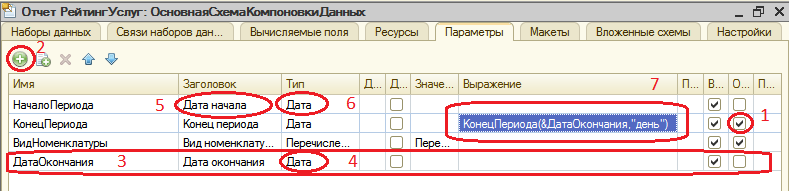 Отчет РейтингУслуг: ОсновнаяСхемаКомпоновкиДанных
Наборы данных Связи наборов дан... Вычисляемые поля Ресурсы Параметры Макеты Вложенные схемы Настройки
2
Имя Заголовок Тип Д... Д... Значе... Выражение П... В... О... П...
НачалоПериода 5 Дата начала Дата 6 7
КонецПериода Конец периода Дата КонецПериода(&ДатаОкончания,"день") 1
ВидНоменклатуры Вид номенклату... Перечисле... Пере...
ДатаОкончания 3 Дата окончания Дата 4